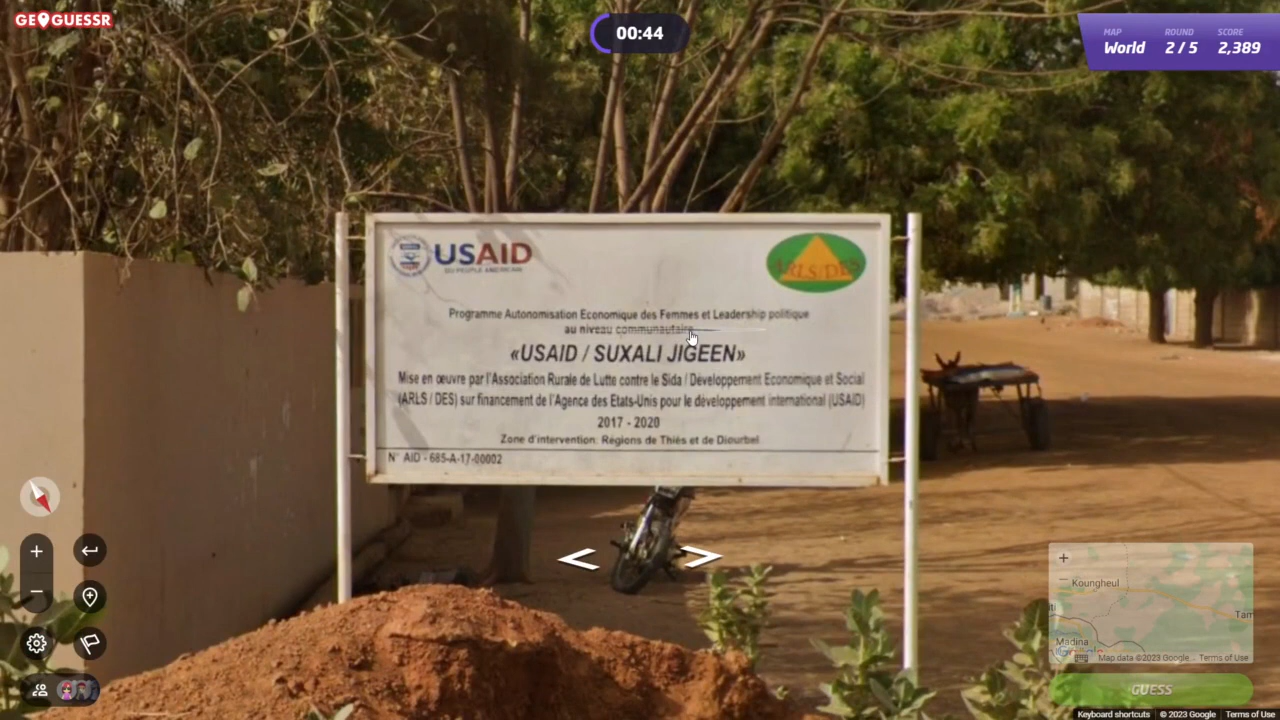 GEOGUESSR
00:44
MAP
World
ROUND
2 / 5
SCORE
2,389
USAID
DU PEUPLE AMERICAIN
ARLS/DES
Programme Autonomisation Economique des Femmes et Leadership politique
au niveau communautaire
«USAID / SUXALI JIGEEN»
Mise en œuvre par l'Association Rurale de Lutte contre le Sida / Développement Economique et Social
(ARLS / DES) sur financement de l'Agence des Etats-Unis pour le développement international (USAID)
2017 - 2020
Zone d'intervention: Régions de Thiés et de Diourbel
N° AID - 685-A-17-00002
Koungheul
Tam
Madina
Google
Map data ©2023 Google
Terms of Use
GUESS
Keyboard shortcuts
© 2023 Google
Terms of Use